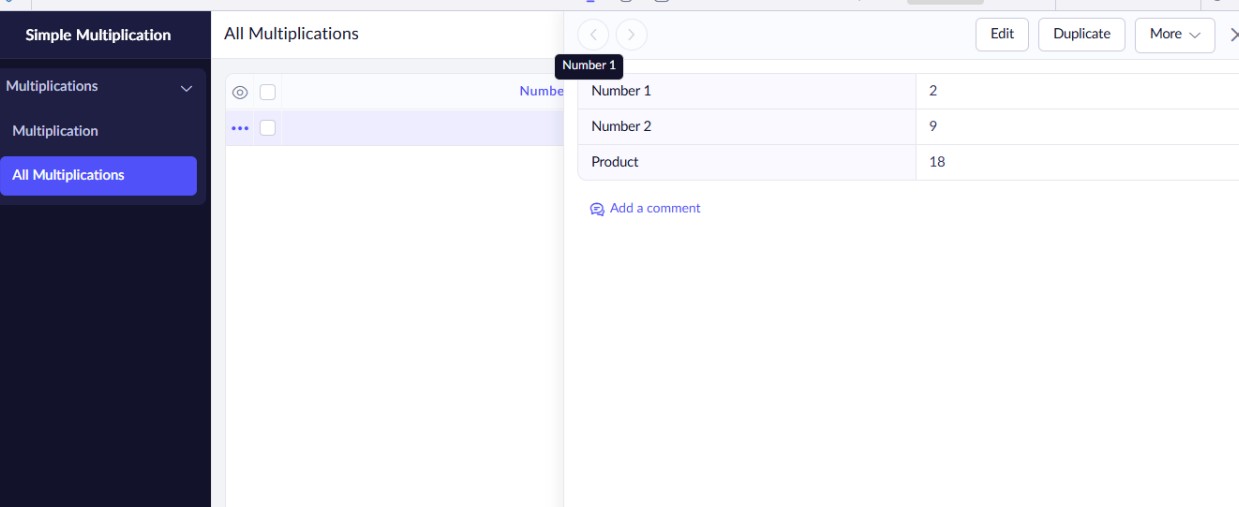 Simple Multiplication
Multiplications
Multiplication
All Multiplications
All Multiplications
Numbe
Edit
Duplicate
More
Number 1
Number 1 2
Number 2 9
Product 18
Add a comment